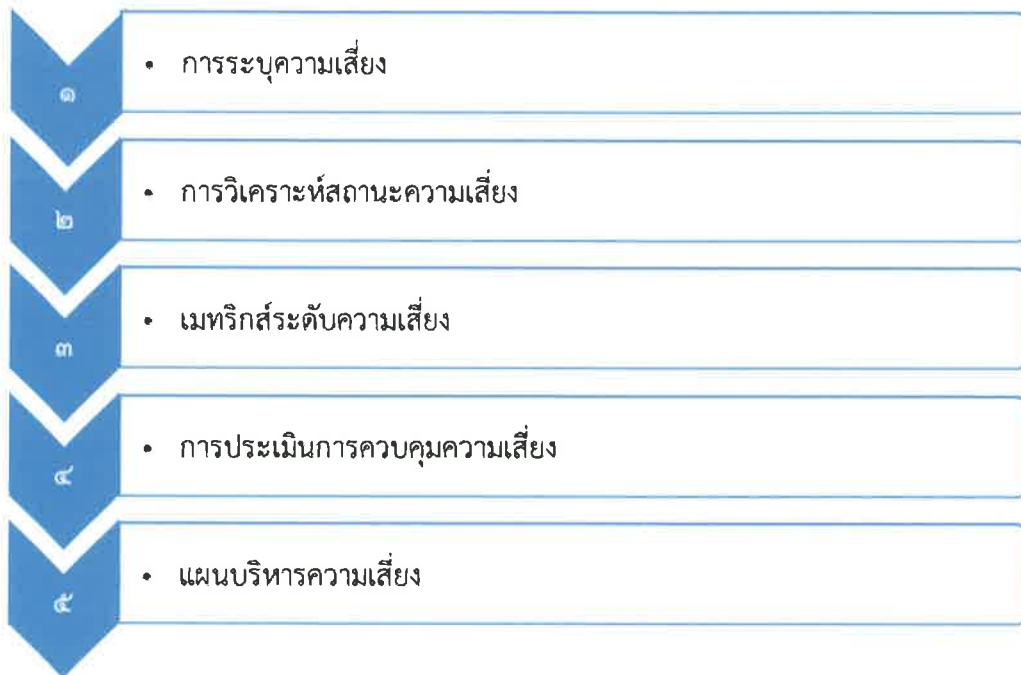 ๑
• การระบุความเสี่ยง
๒
• การวิเคราะห์สถานะความเสี่ยง
๓
• เมทริกส์ระดับความเสี่ยง
๔
• การประเมินการควบคุมความเสี่ยง
๕
• แผนบริหารความเสี่ยง